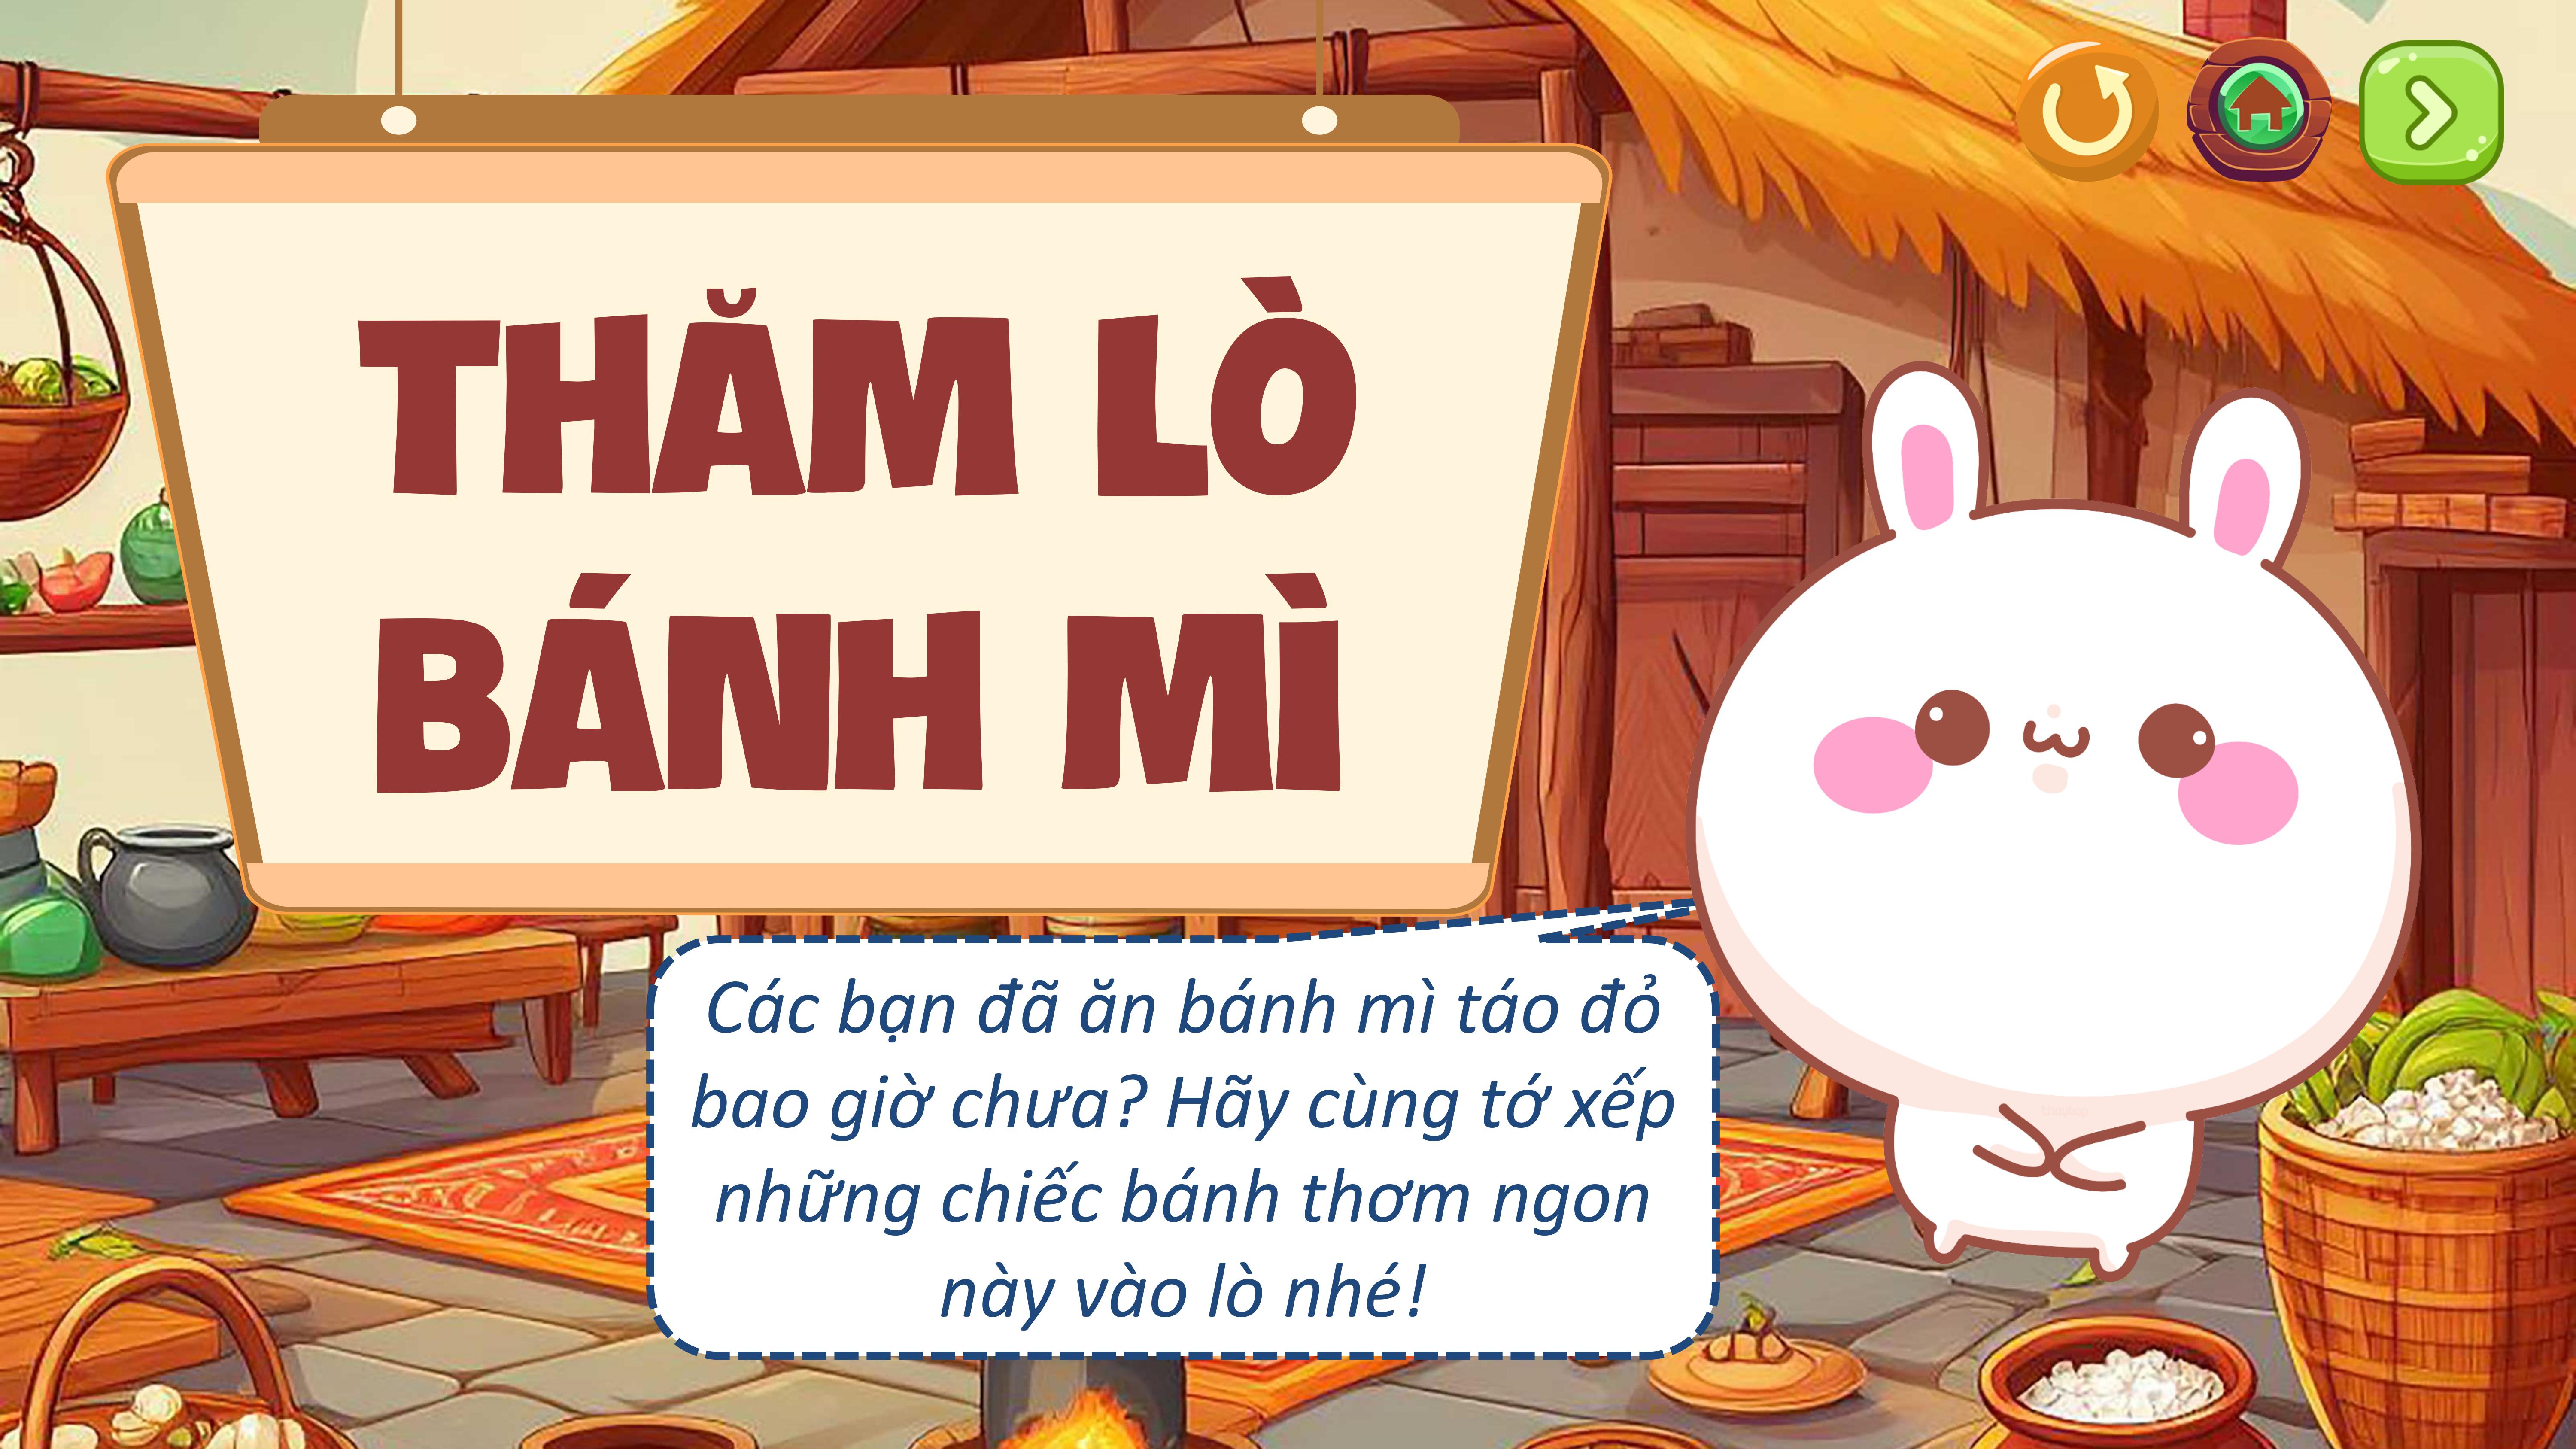 THĂM LÒ
BÁNH MÌ
Các bạn đã ăn bánh mì táo đỏ
bao giờ chưa? Hãy cùng tớ xếp
những chiếc bánh thơm ngon
này vào lò nhé!